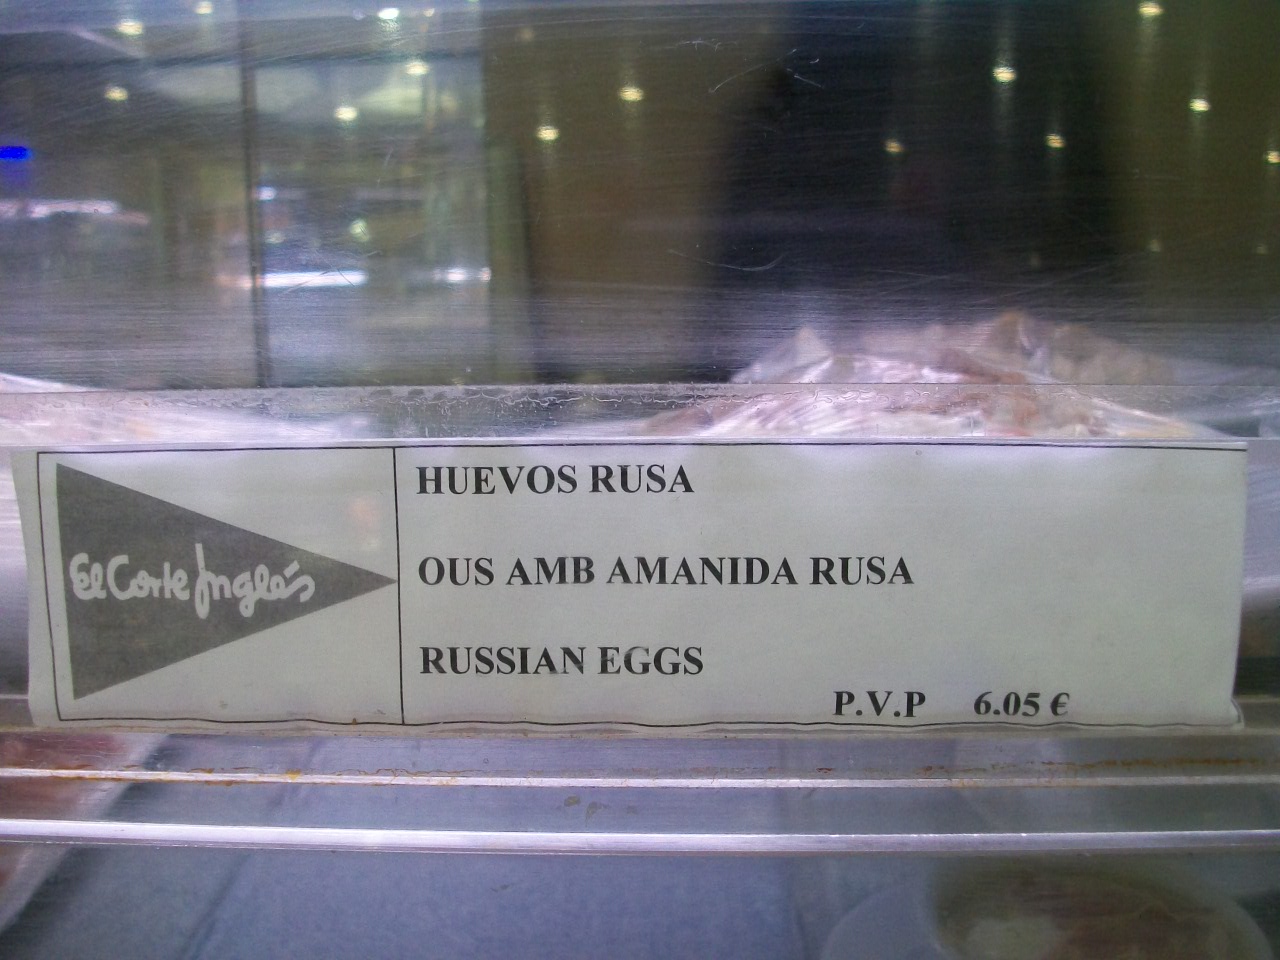 El Corte Inglés
HUEVOS RUSA
OUS AMB AMANIDA RUSA
RUSSIAN EGGS
P.V.P 6.05 €